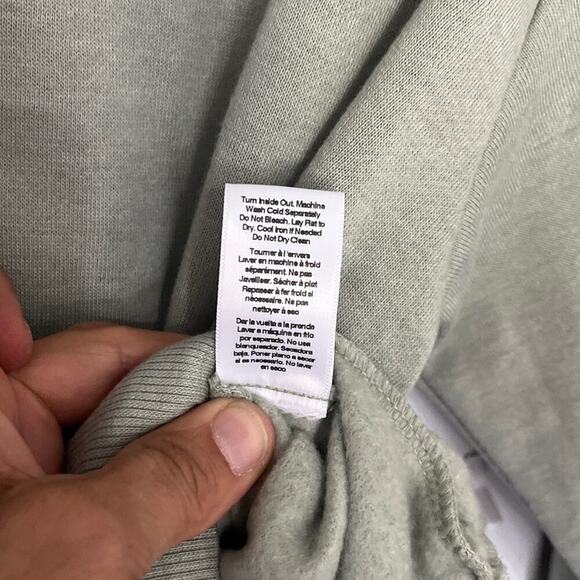 Turn Inside Out. Machine
Wash Cold Separately
Do Not Bleach. Lay Flat to
Dry. Cool Iron If Needed
Do Not Dry Clean
Tourner à l'envers
Laver en machine à froid
séparément. Ne pas
Javelliser. Sécher à plat
Repasser à fer froid si
nécessaire. Ne pas
nettoyer à sec
Dar la vuelta a la prenda
Lavar a máquina en frío
por separado. No usa
blanqueador. Secadora
baja. Poner plano a secar
si es necesario. No lavar
en seco